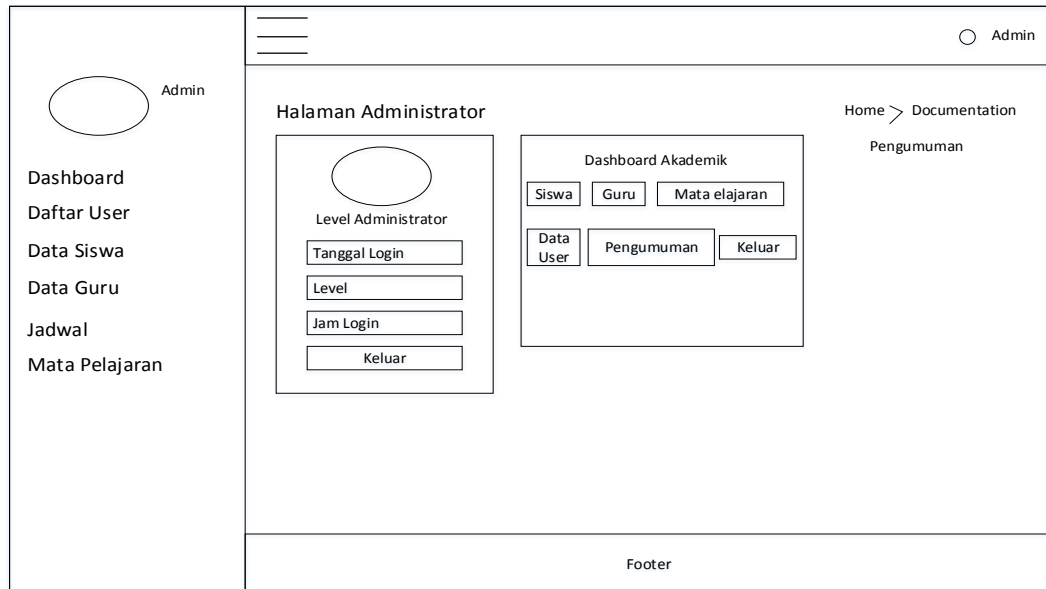 Admin
Dashboard
Daftar User
Data Siswa
Data Guru
Jadwal
Mata Pelajaran
Admin
Halaman Administrator
Home > Documentation
Pengumuman
Level Administrator
Tanggal Login
Level
Jam Login
Keluar
Dashboard Akademik
Siswa Guru Mata elajaran
Data
User
Pengumuman Keluar
Footer